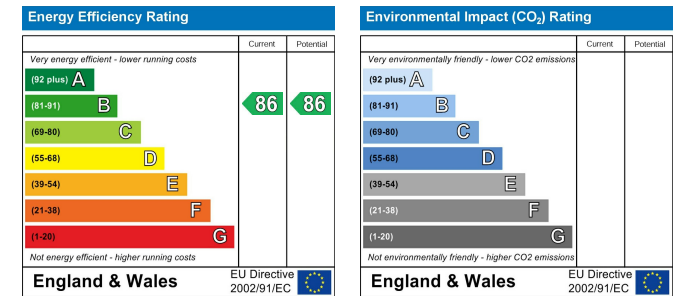 Energy Efficiency Rating
Current Potential
Very energy efficient - lower running costs
(92 plus) A
(81-91) B
86 86
(69-80) C
(55-68) D
(39-54) E
(21-38) F
(1-20) G
Not energy efficient - higher running costs
England & Wales
EU Directive
2002/91/EC
Environmental Impact (CO₂) Rating
Current Potential
Very environmentally friendly - lower CO2 emissions
(92 plus) A
(81-91) B
(69-80) C
(55-68) D
(39-54) E
(21-38) F
(1-20) G
Not environmentally friendly - higher CO2 emissions
England & Wales
EU Directive
2002/91/EC